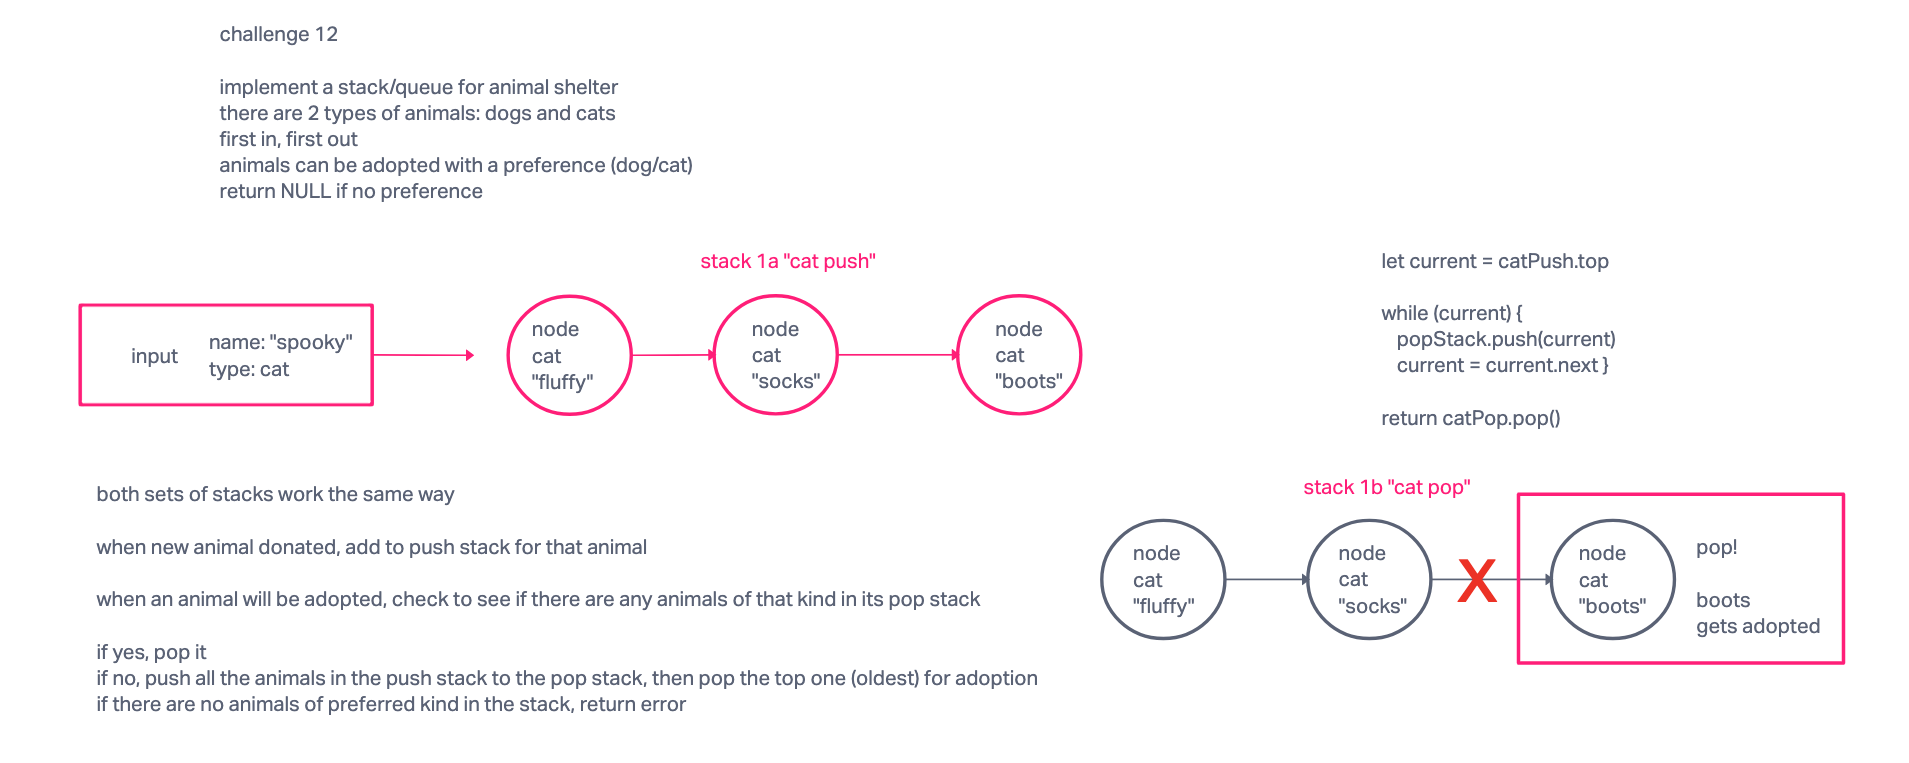 challenge 12
implement a stack/queue for animal shelter
there are 2 types of animals: dogs and cats
first in, first out
animals can be adopted with a preference (dog/cat)
return NULL if no preference
stack 1a "cat push"
input
name: "spooky"
type: cat
node
cat
"fluffy"
node
cat
"socks"
node
cat
"boots"
let current = catPush.top
while (current) {
popStack.push(current)
current = current.next }
return catPop.pop()
both sets of stacks work the same way
when new animal donated, add to push stack for that animal
when an animal will be adopted, check to see if there are any animals of that kind in its pop stack
if yes, pop it
if no, push all the animals in the push stack to the pop stack, then pop the top one (oldest) for adoption
if there are no animals of preferred kind in the stack, return error
stack 1b "cat pop"
node
cat
"fluffy"
node
cat
"socks"
X
node
cat
"boots"
pop!
boots
gets adopted